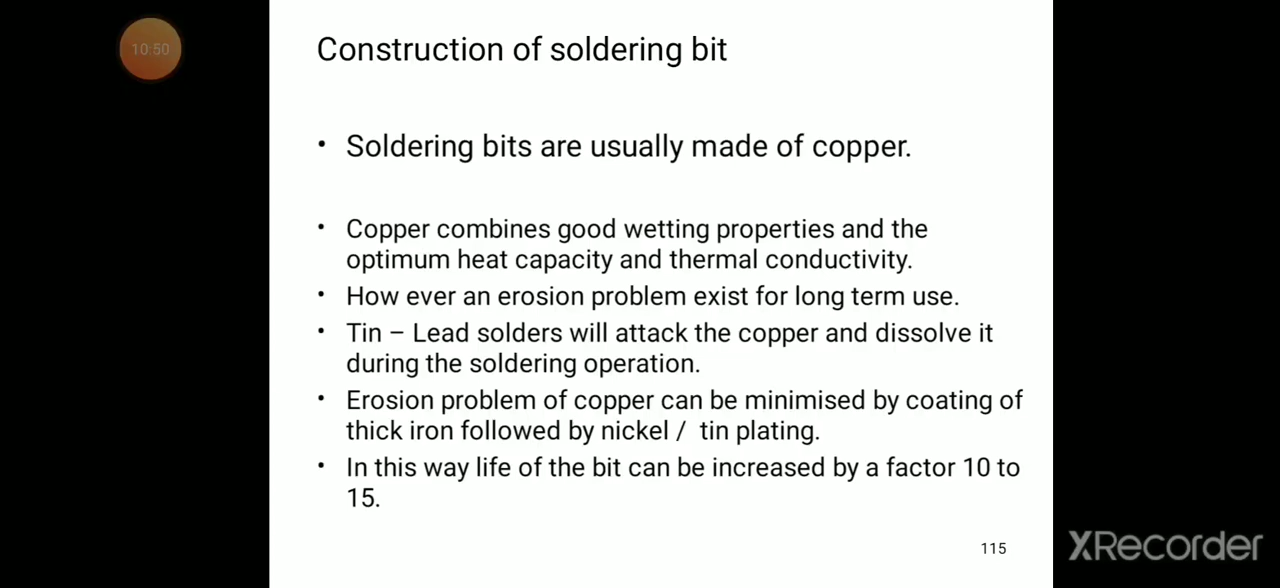 10:50
Construction of soldering bit
• Soldering bits are usually made of copper.
• Copper combines good wetting properties and the
optimum heat capacity and thermal conductivity.
• How ever an erosion problem exist for long term use.
• Tin – Lead solders will attack the copper and dissolve it
during the soldering operation.
• Erosion problem of copper can be minimised by coating of
thick iron followed by nickel / tin plating.
• In this way life of the bit can be increased by a factor 10 to
15.
115
XRecorder